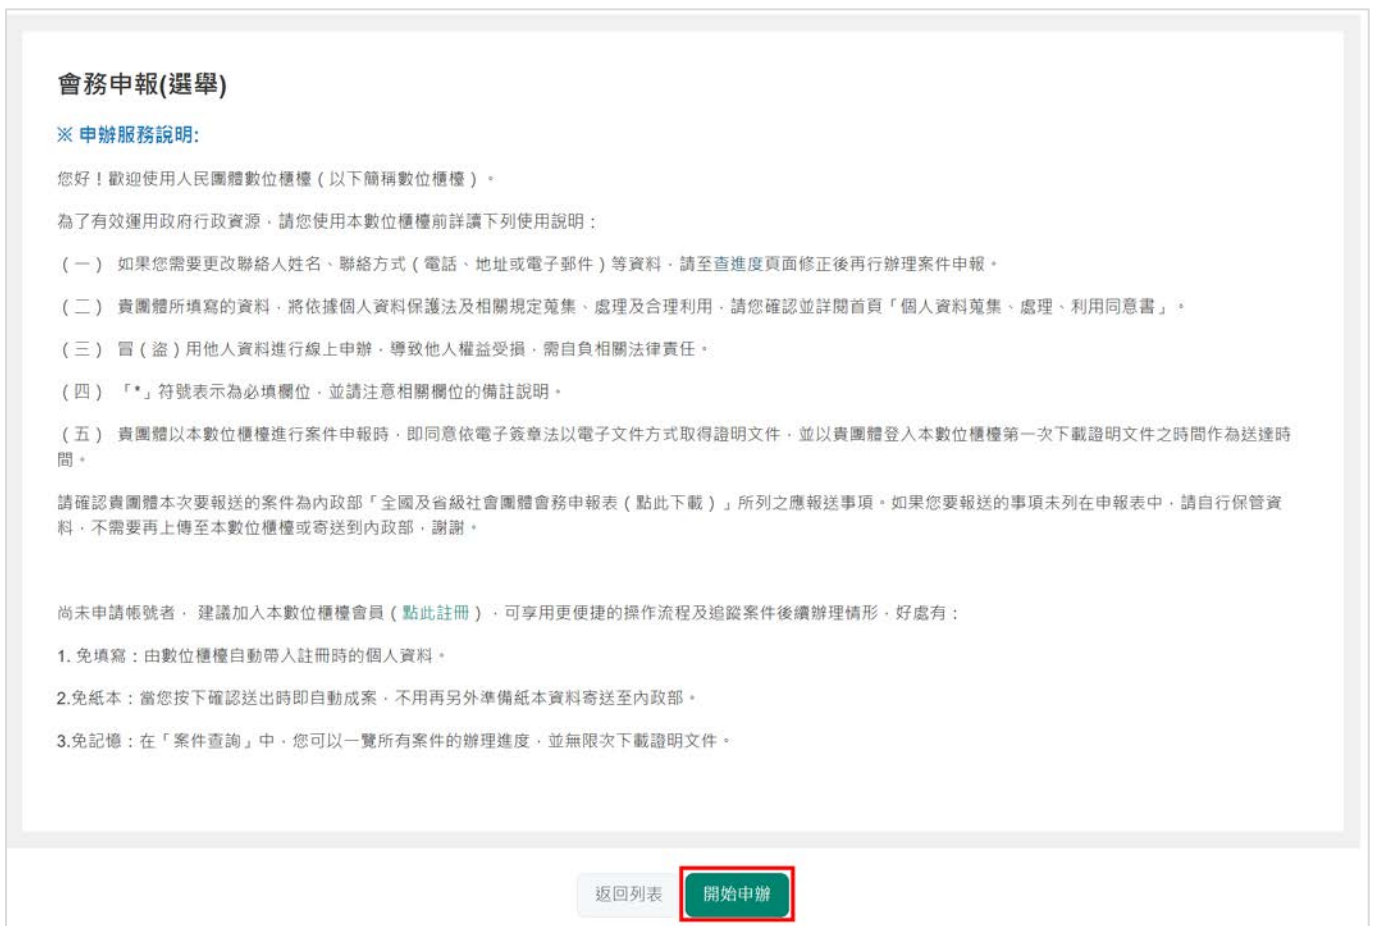 會務申報(選舉)
※ 申辦服務說明:
您好！歡迎使用人民團體數位櫃檯（以下簡稱數位櫃檯）。
為了有效運用政府行政資源，請您使用本數位櫃檯前詳讀下列使用說明：
（一） 如果您需要更改聯絡人姓名、聯絡方式（電話、地址或電子郵件）等資料，請至查進度頁面修正後再行辦理案件申報。
（二） 貴團體所填寫的資料，將依據個人資料保護法及相關規定蒐集、處理及合理利用，請您確認並詳閱首頁「個人資料蒐集、處理、利用同意書」。
（三） 冒（盜）用他人資料進行線上申辦，導致他人權益受損，需自負相關法律責任。
（四） 「*」符號表示為必填欄位，並請注意相關欄位的備註說明。
（五） 貴團體以本數位櫃檯進行案件申報時，即同意依電子簽章法以電子文件方式取得證明文件，並以貴團體登入本數位櫃檯第一次下載證明文件之時間作為送達時
間。
請確認貴團體本次要報送的案件為內政部「全國及省級社會團體會務申報表（點此下載）」所列之應報送事項。如果您要報送的事項未列在申報表中，請自行保管資
料，不需要再上傳至本數位櫃檯或寄送到內政部，謝謝。
尚未申請帳號者， 建議加入本數位櫃檯會員（點此註冊），可享用更便捷的操作流程及追蹤案件後續辦理情形，好處有：
1. 免填寫：由數位櫃檯自動帶入註冊時的個人資料。
2.免紙本：當您按下確認送出時即自動成案，不用再另外準備紙本資料寄送至內政部。
3.免記憶：在「案件查詢」中，您可以一覽所有案件的辦理進度，並無限次下載證明文件。
返回列表 開始申辦